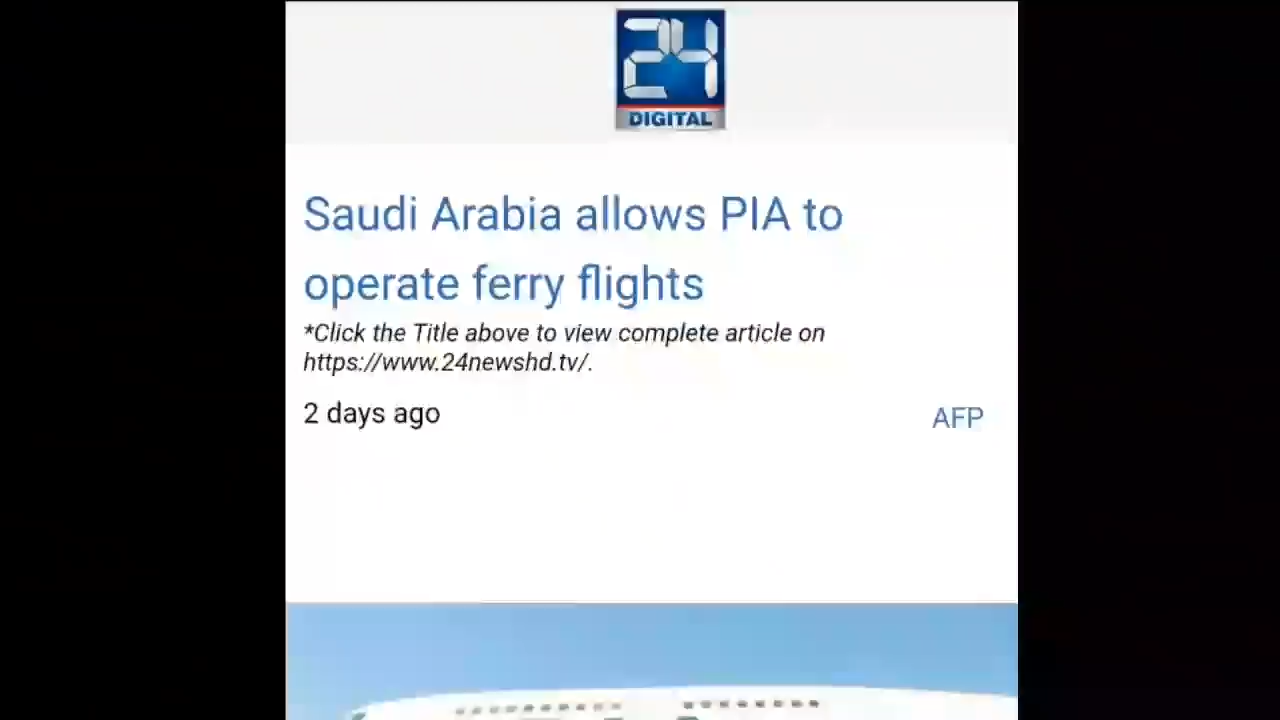 24
DIGITAL
Saudi Arabia allows PIA to
operate ferry flights
*Click the Title above to view complete article on
https://www.24newshd.tv/.
2 days ago
AFP